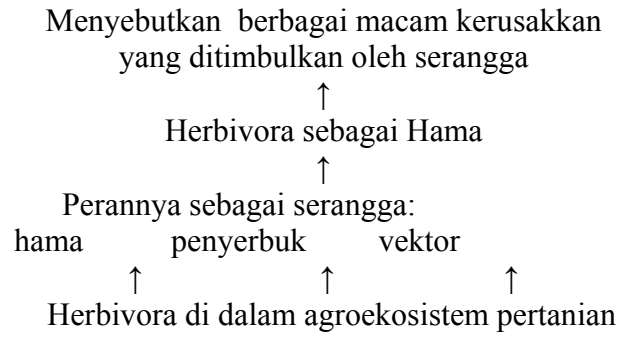 Menyebutkan berbagai macam kerusakkan
yang ditimbulkan oleh serangga
↑
Herbivora sebagai Hama
↑
Perannya sebagai serangga:
hama penyerbuk vektor
↑ ↑ ↑
Herbivora di dalam agroekosistem pertanian